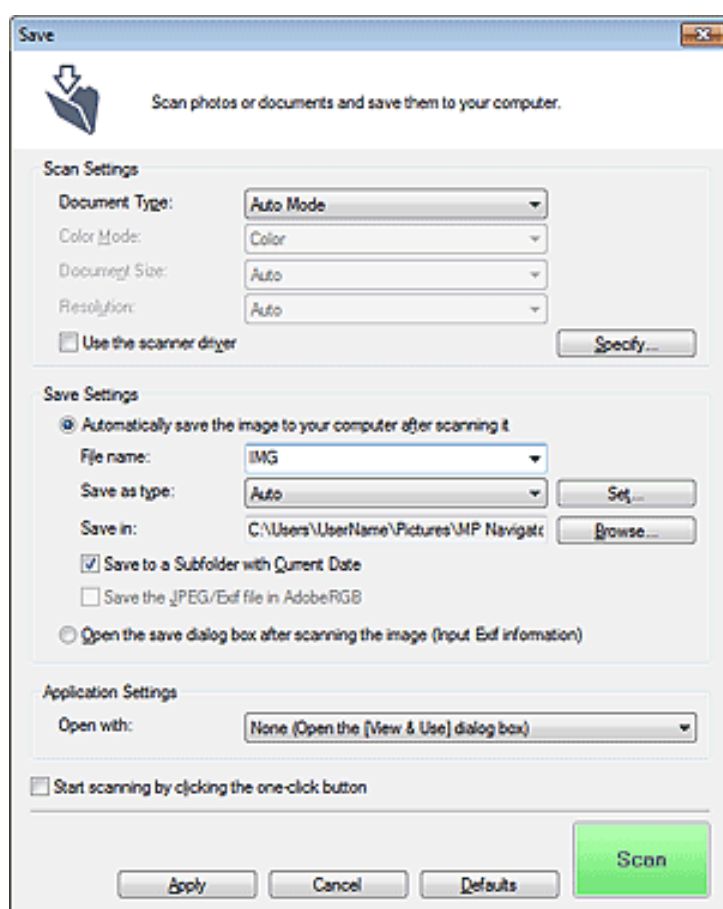 Save
Scan photos or documents and save them to your computer.
Scan Settings
Document Type: Auto Mode
Color Mode: Color
Document Size: Auto
Resolution: Auto
Use the scanner driver Specify...
Save Settings
Automatically save the image to your computer after scanning it
File name: IMG
Save as type: Auto Set...
Save in: C:\Users\UserName\Pictures\MP Navigatc Browse...
Save to a Subfolder with Current Date
Save the JPEG/Exif file in AdobeRGB
Open the save dialog box after scanning the image (Input Exif information)
Application Settings
Open with: None (Open the [View & Use] dialog box)
Start scanning by clicking the one-click button
Scan
Apply Cancel Defaults